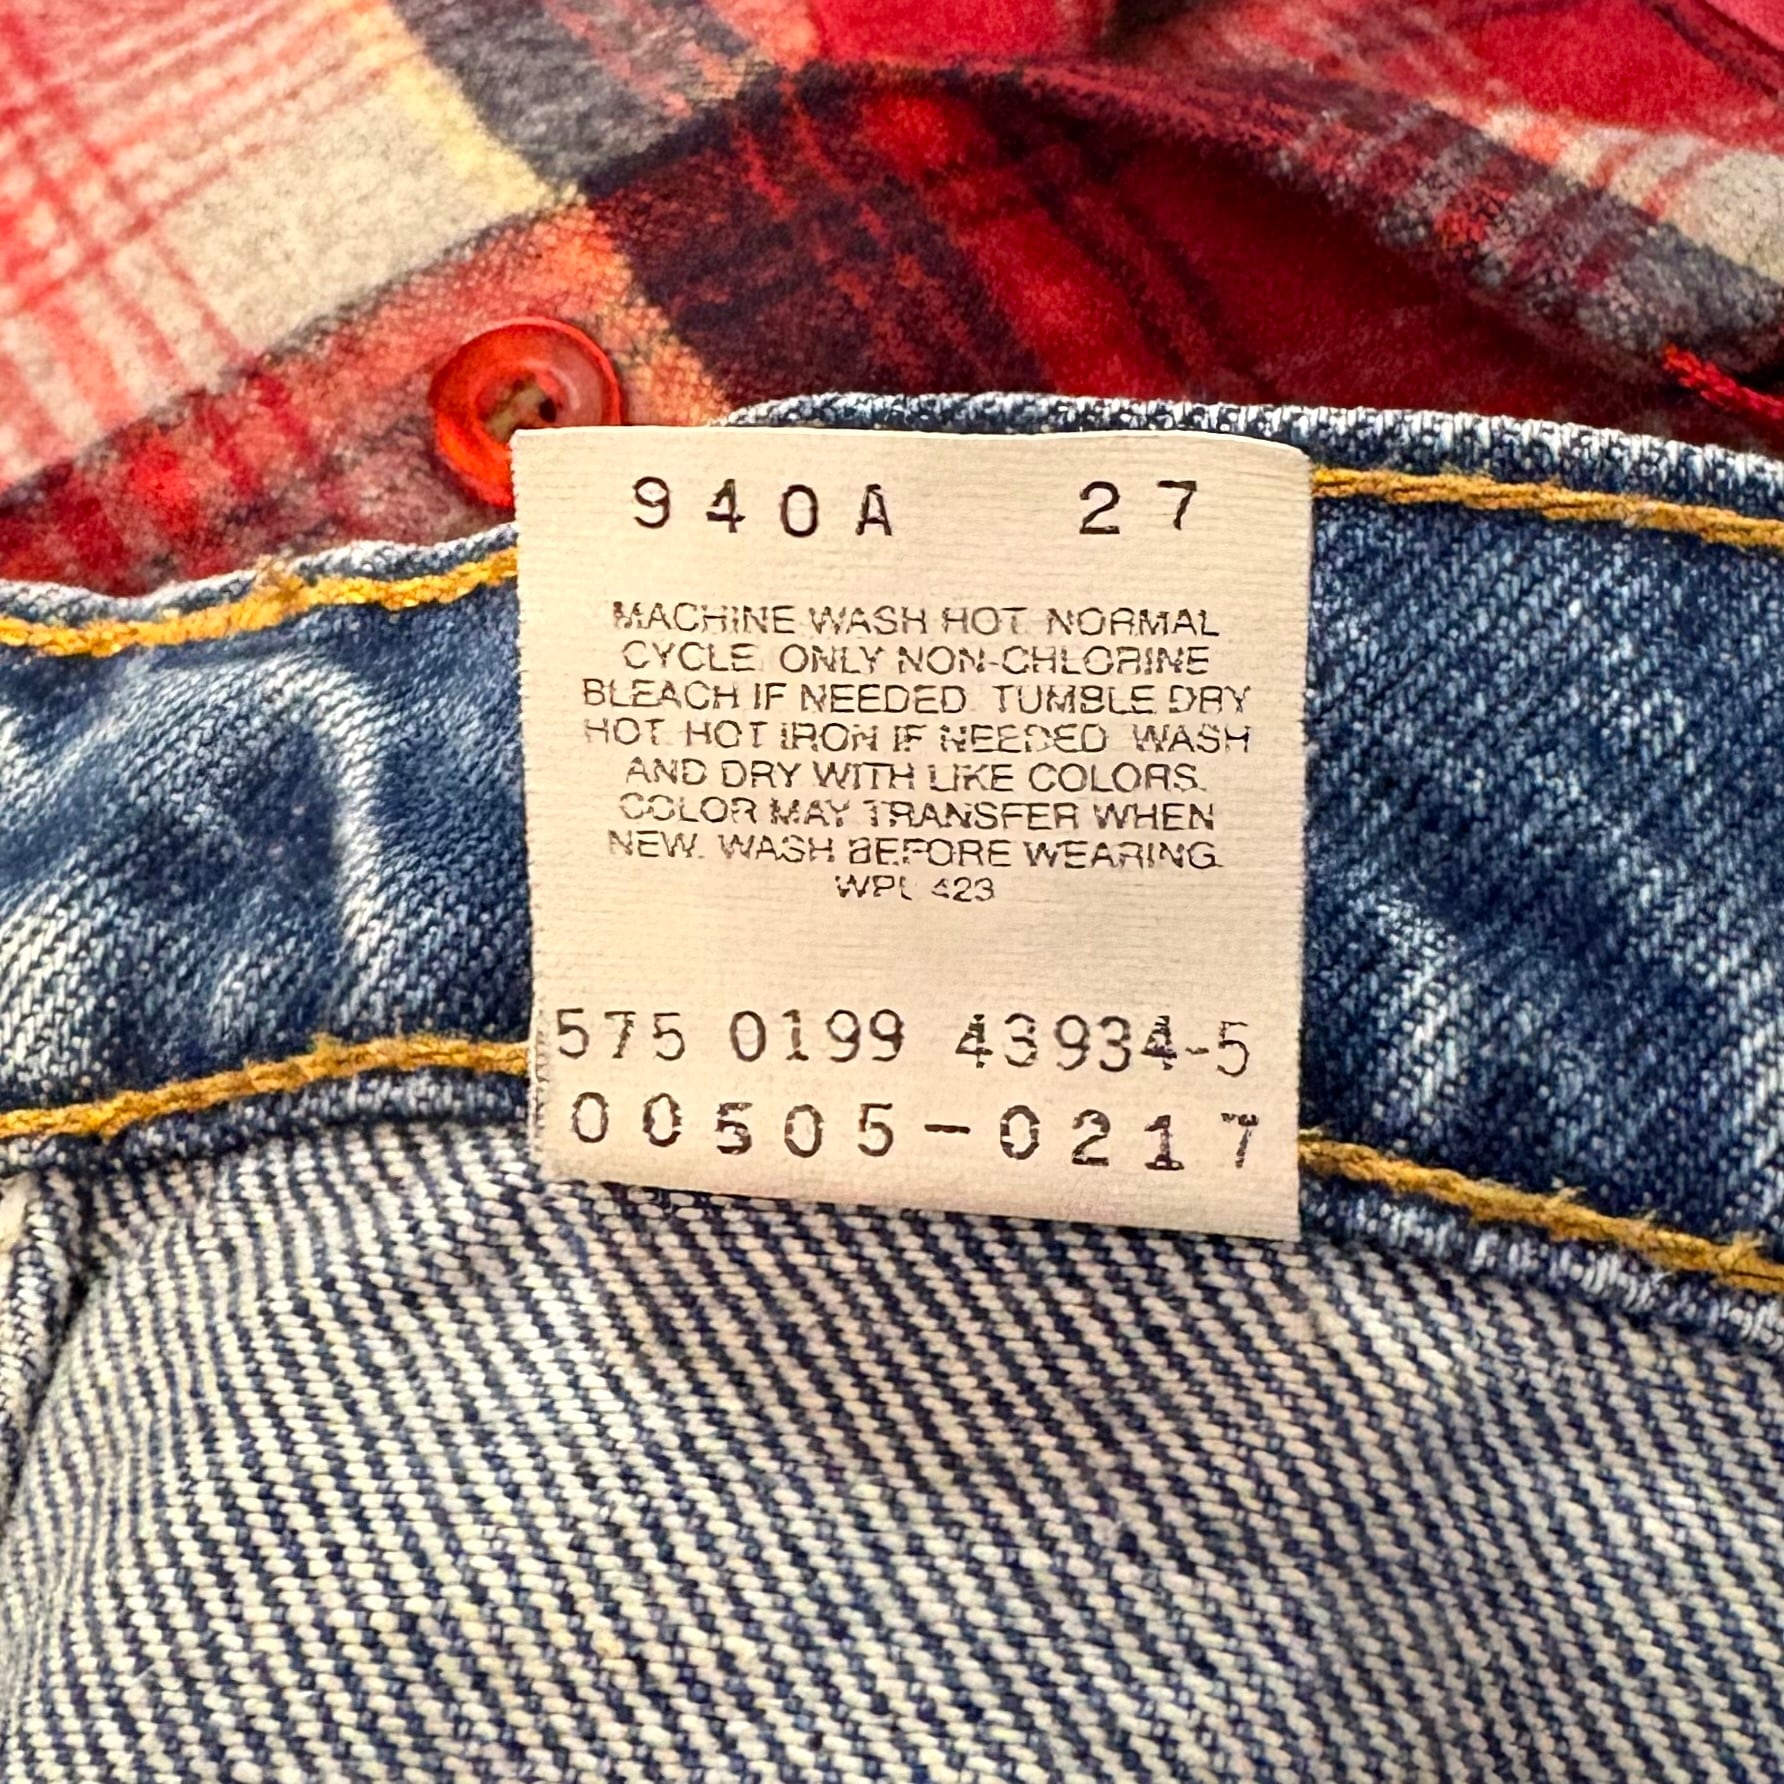 940A 27
MACHINE WASH HOT NORMAL
CYCLE. ONLY NON-CHLORINE
BLEACH IF NEEDED. TUMBLE DRY
HOT. HOT IRON IF NEEDED. WASH
AND DRY WITH LIKE COLORS.
COLOR MAY TRANSFER WHEN
NEW. WASH BEFORE WEARING.
WPL 423
575 0199 43934-5
00505-0217